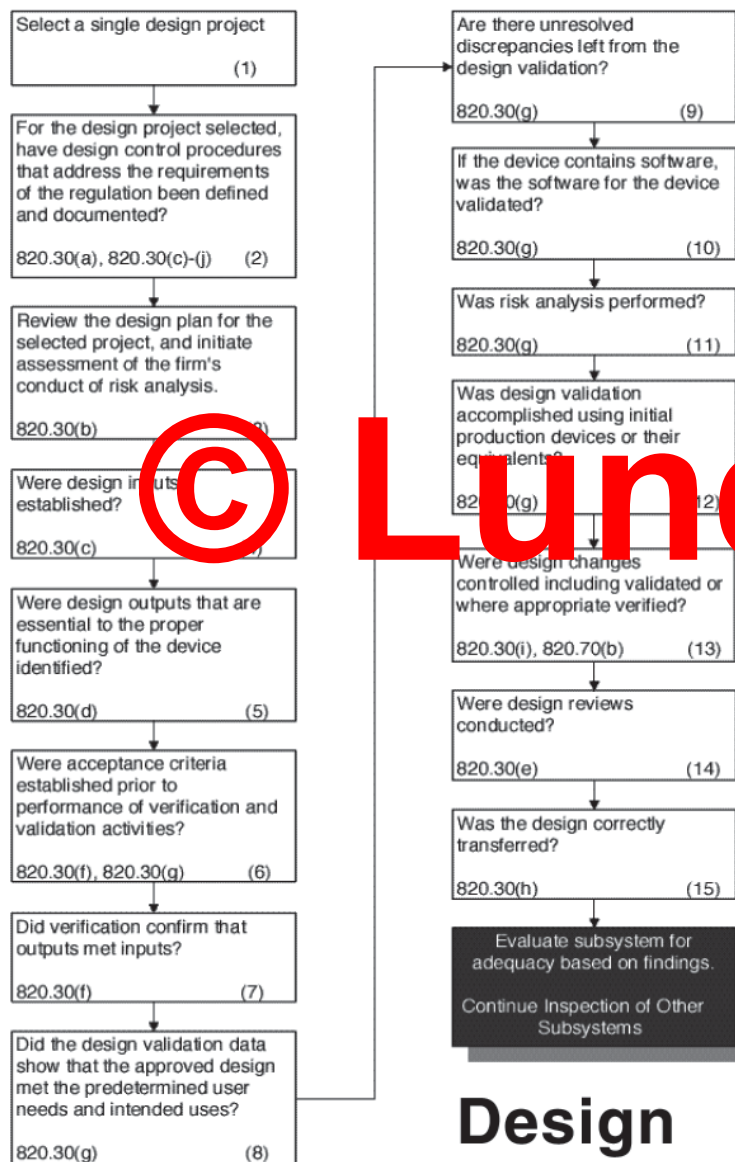 Select a single design project
(1)
For the design project selected,
have design control procedures
that address the requirements
of the regulation been defined
and documented?
820.30(a), 820.30(c)-(j) (2)
Review the design plan for the
selected project, and initiate
assessment of the firm's
conduct of risk analysis.
820.30(b)
Were design inputs
established?
820.30(c)
Were design outputs that are
essential to the proper
functioning of the device
identified?
820.30(d) (5)
Were acceptance criteria
established prior to
performance of verification and
validation activities?
820.30(f), 820.30(g) (6)
Did verification confirm that
outputs met inputs?
820.30(f) (7)
Did the design validation data
show that the approved design
met the predetermined user
needs and intended uses?
820.30(g) (8)
Are there unresolved
discrepancies left from the
design validation?
820.30(g) (9)
If the device contains software,
was the software for the device
validated?
820.30(g) (10)
Was risk analysis performed?
820.30(g) (11)
Was design validation
accomplished using initial
production devices or their
equivalents?
820.30(g) 12)
Were design changes
controlled including validated or
where appropriate verified?
820.30(i), 820.70(b) (13)
Were design reviews
conducted?
820.30(e) (14)
Was the design correctly
transferred?
820.30(h) (15)
Evaluate subsystem for
adequacy based on findings.
Continue Inspection of Other
Subsystems
Design
© Lun